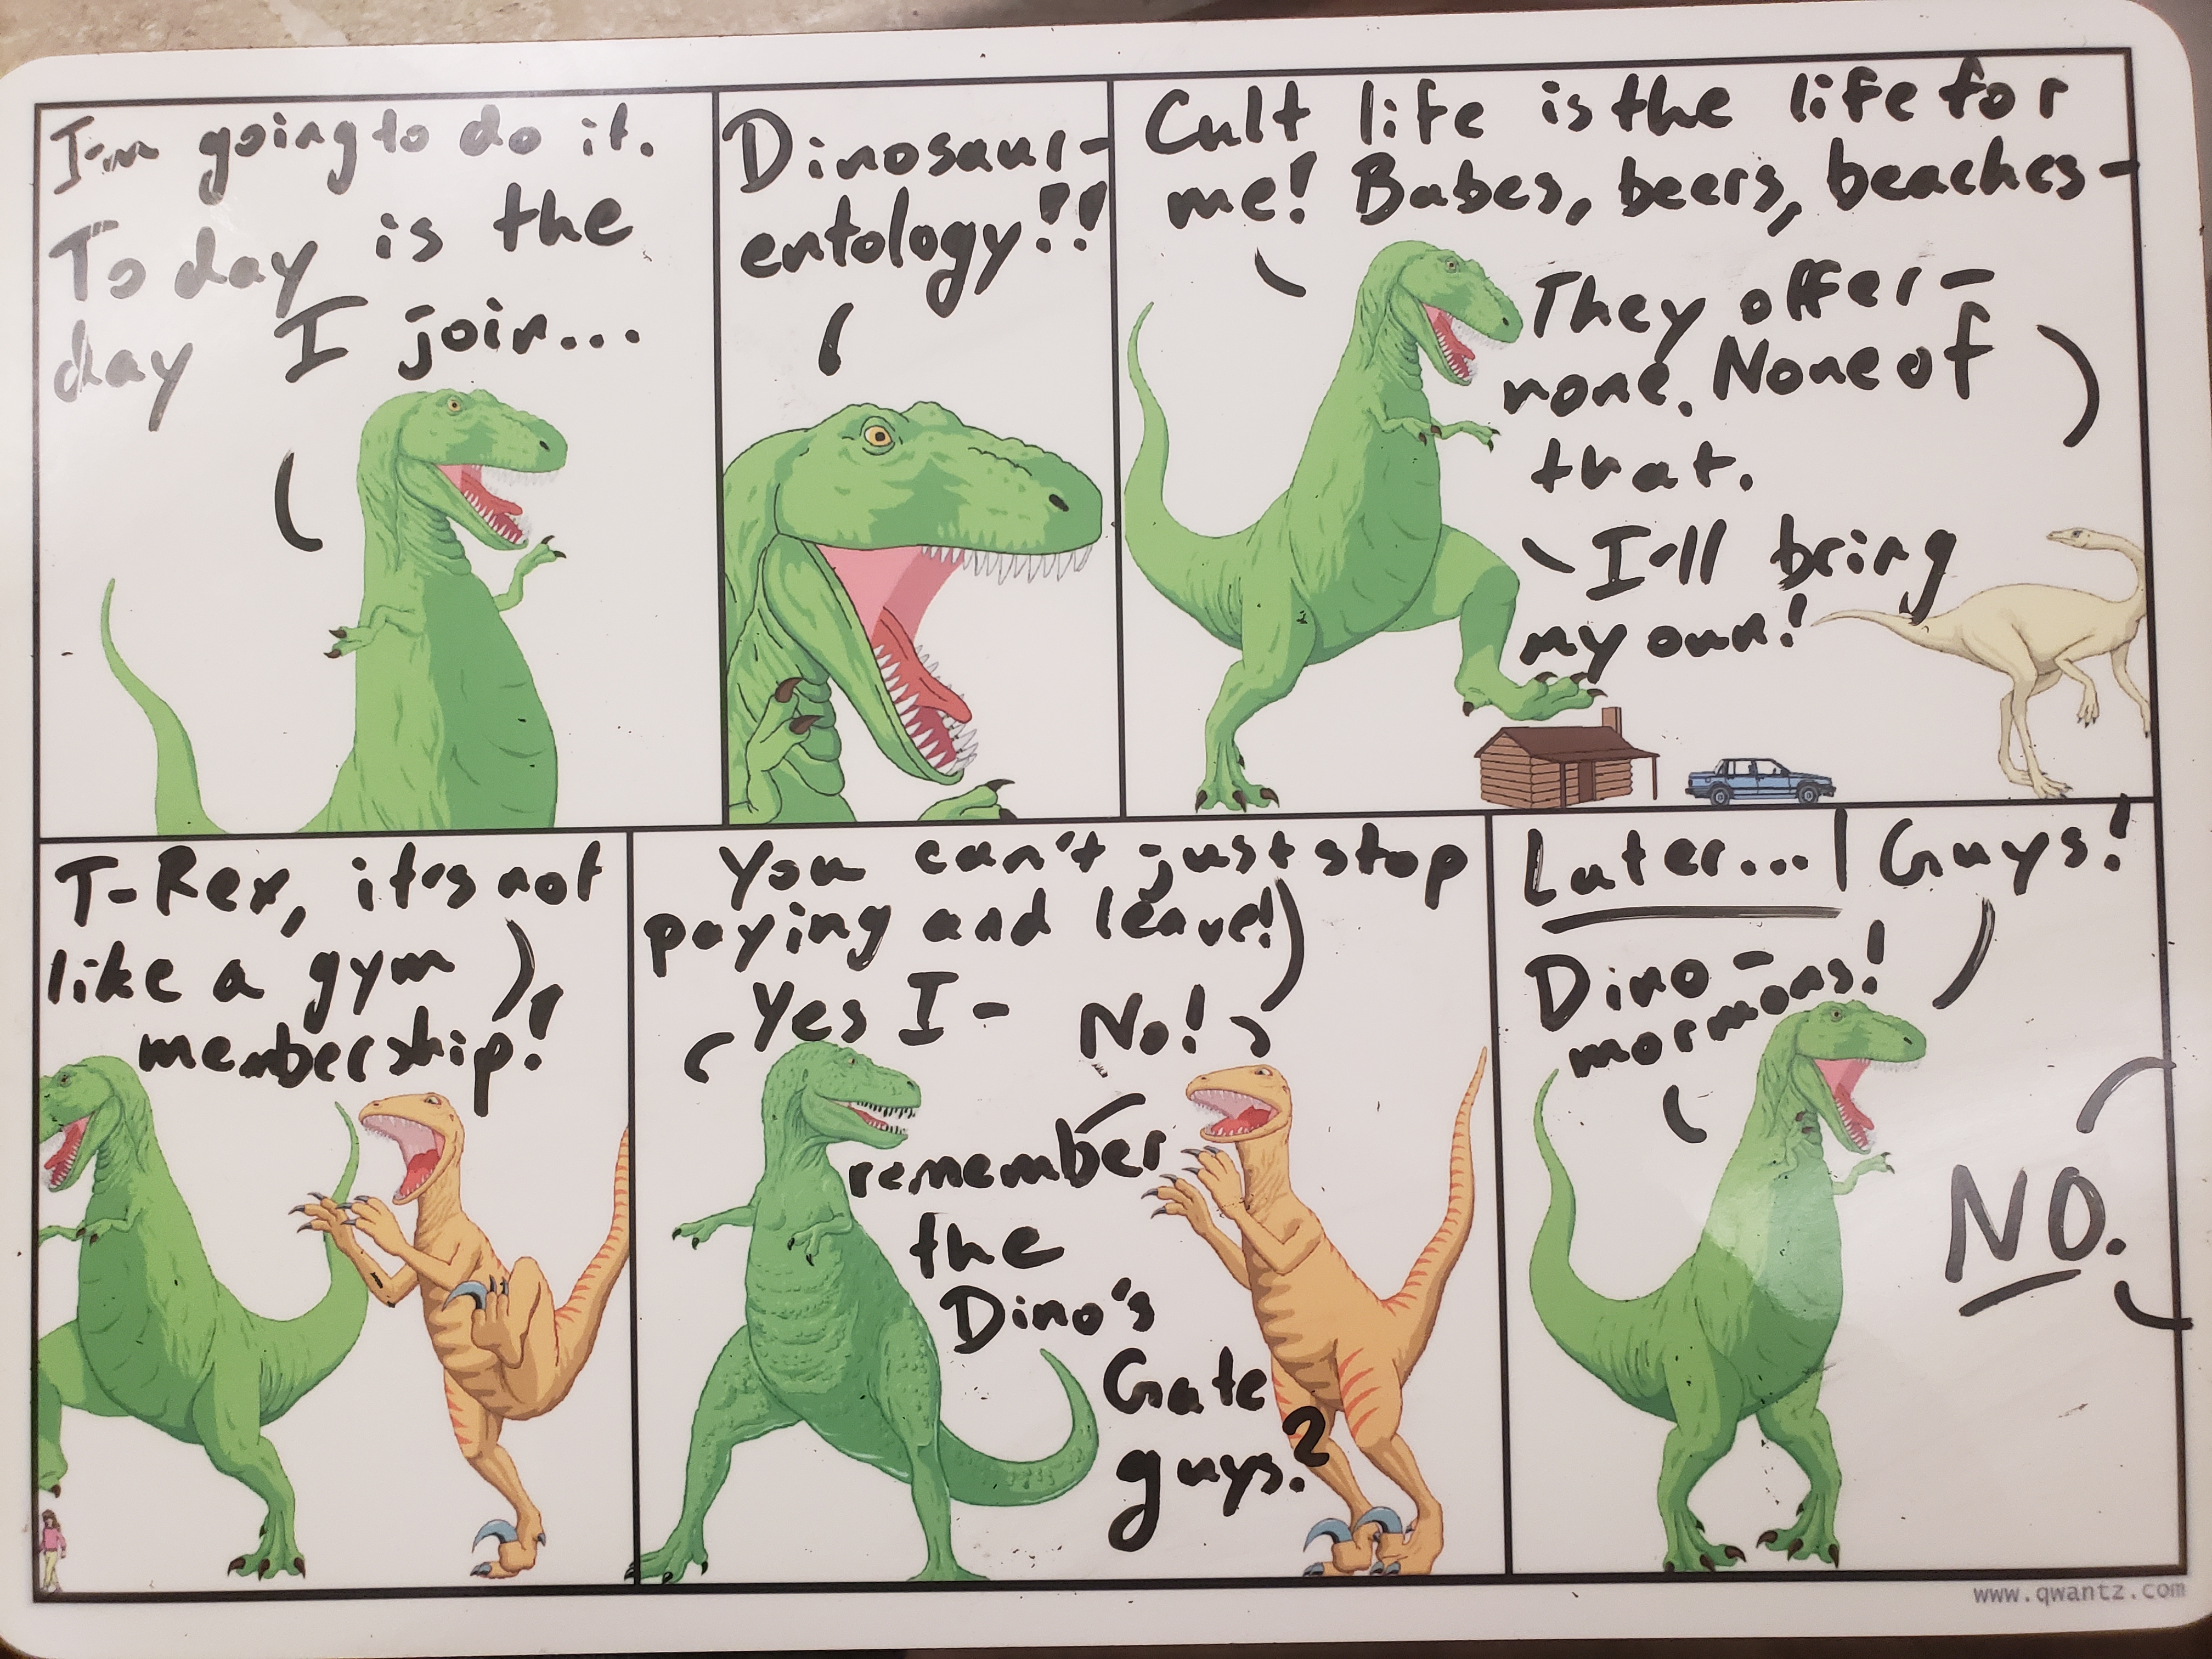 I'm going to do it.
Today is the
day I join...
Dinosaur-
entology!!
Cult life is the life for
me! Babes, beers, beaches-
They offer-
none. None of
that.
I'll bring
my own!
T-Rex, it's not
like a gym
membership!
You can't just stop
paying and leave!
Yes I-
No!
remember
the
Dino's
Gate
guys?
Later...
Guys!
Dino-
mormons!
NO.
www.qwantz.com